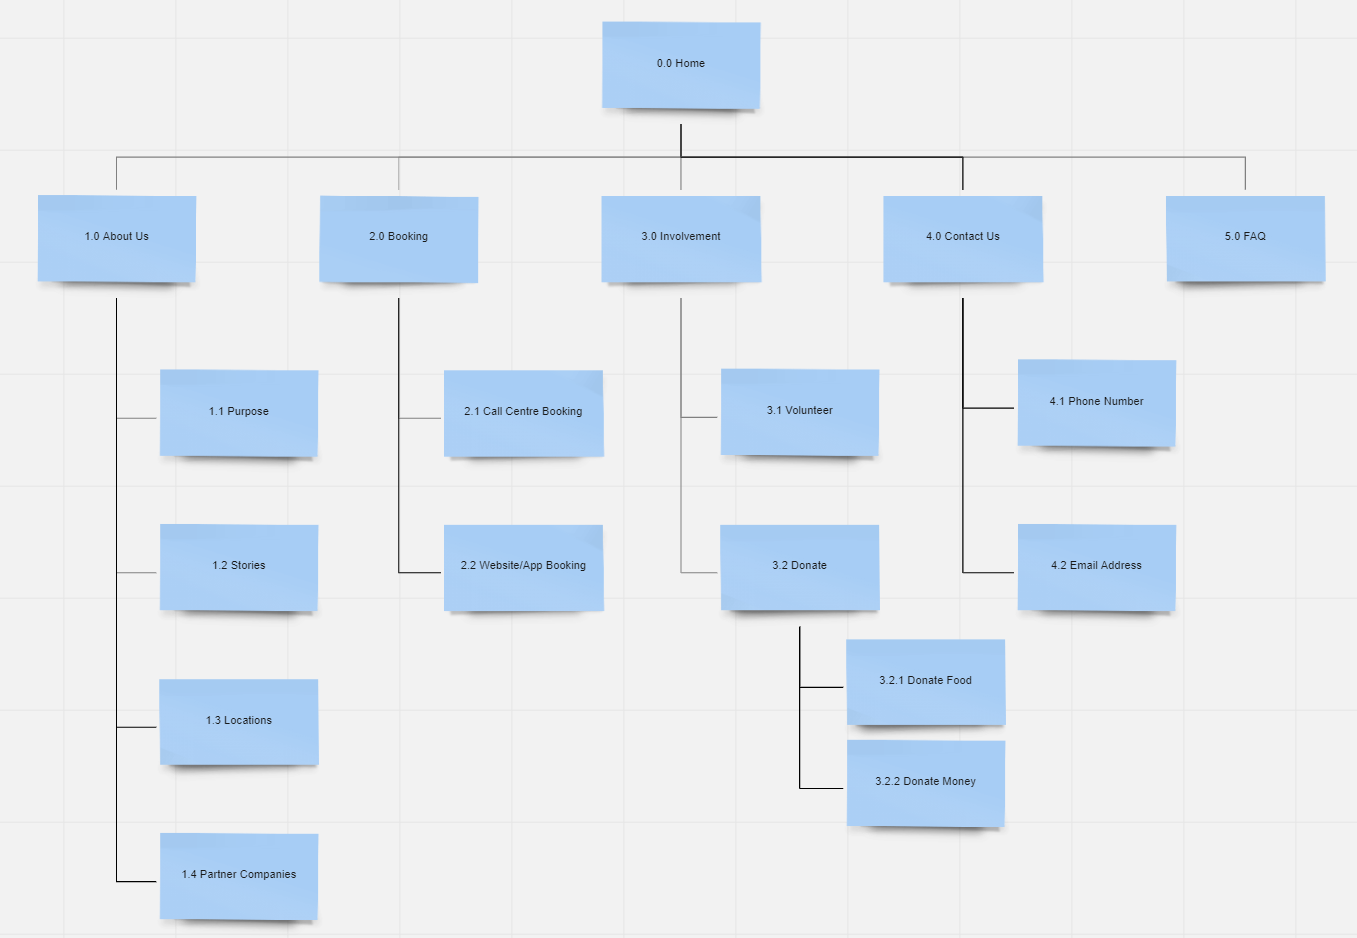 0.0 Home
1.0 About Us
2.0 Booking
3.0 Involvement
4.0 Contact Us
5.0 FAQ
1.1 Purpose
1.2 Stories
1.3 Locations
1.4 Partner Companies
2.1 Call Centre Booking
2.2 Website/App Booking
3.1 Volunteer
3.2 Donate
3.2.1 Donate Food
3.2.2 Donate Money
4.1 Phone Number
4.2 Email Address